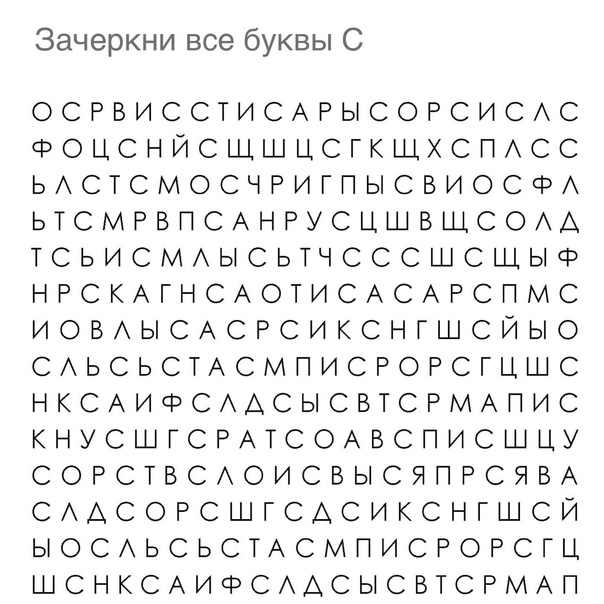 Зачеркни все буквы С
О С Р В И С С Т И С А Р Ы С О Р С И С Л С
Ф О Ц С Н Й С Щ Ш Ц С Г К Щ Х С П Л С С
Ь Л С Т С М О С Ч Р И Г П Ы С В И О С Ф Л
Ь Т С М Р В П С А Н Р У С Ц Ш В Щ С О Л Д
Т С Ь И С М Л Ы С Ь Т Ч С С С Ш С Щ Ы Ф
Н Р С К А Г Н С А О Т И С А С А Р С П М С
И О В Л Ы С А С Р С И К С Н Г Ш С Й Ы О
С Л Ь С Ь С Т А С М П И С Р О Р С Г Ц Ш С
Н К С А И Ф С Л Д С Ы С В Т С Р М А П И С
К Н У С Ш Г С Р А Т С О А В С П И С Ш Ц У
С О Р С Т В С Л О И С В Ы С Я П Р С Я В А
С Л Д С О Р С Ш Г С Д С И К С Н Г Ш С Й
Ы О С Л Ь С Ь С Т А С М П И С Р О Р С Г Ц
Ш С Н К С А И Ф С Л Д С Ы С В Т С Р М А П